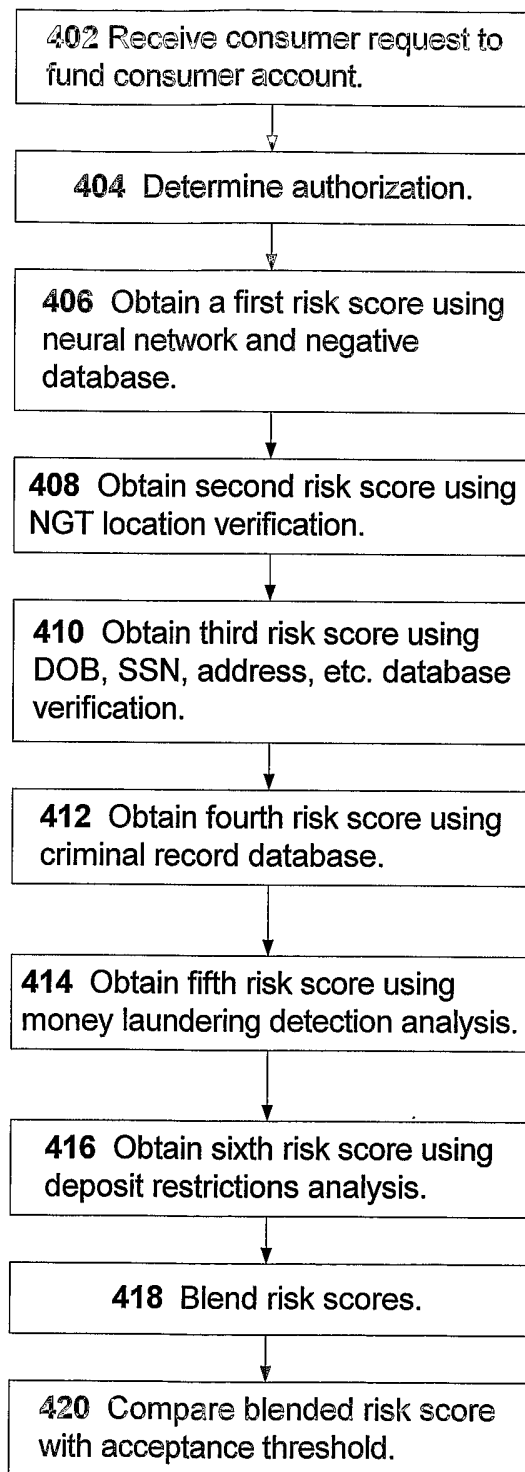 402 Receive consumer request to
fund consumer account.
404 Determine authorization.
406 Obtain a first risk score using
neural network and negative
database.
408 Obtain second risk score using
NGT location verification.
410 Obtain third risk score using
DOB, SSN, address, etc. database
verification.
412 Obtain fourth risk score using
criminal record database.
414 Obtain fifth risk score using
money laundering detection analysis.
416 Obtain sixth risk score using
deposit restrictions analysis.
418 Blend risk scores.
420 Compare blended risk score
with acceptance threshold.